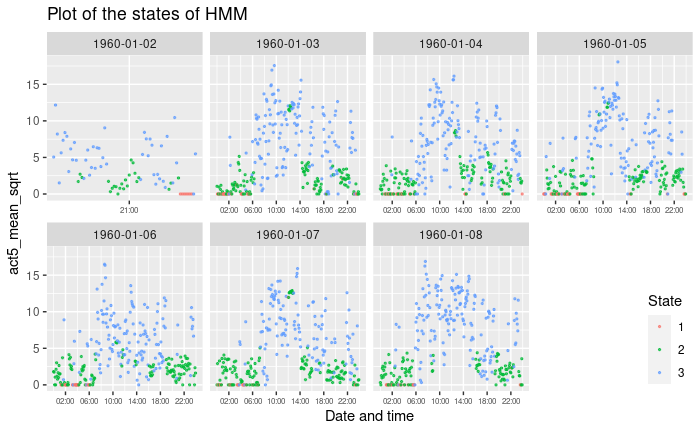 Plot of the states of HMM
1960-01-02 1960-01-03 1960-01-04 1960-01-05
15
10
5
0
21:00 02:00 06:00 10:00 14:00 18:00 22:00 02:00 06:00 10:00 14:00 18:00 22:00 02:00 06:00 10:00 14:00 18:00 22:00
act5_mean_sqrt
1960-01-06 1960-01-07 1960-01-08
15
10
5
0
02:00 06:00 10:00 14:00 18:00 22:00 02:00 06:00 10:00 14:00 18:00 22:00 02:00 06:00 10:00 14:00 18:00 22:00
Date and time
State
1
2
3